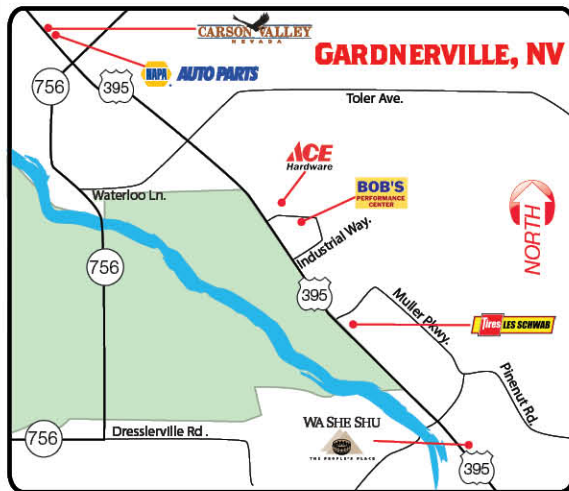 CARSON VALLEY
NEVADA
GARDNERVILLE, NV
NAPA AUTO PARTS
756
395
Toler Ave.
ACE
Hardware
BOB'S
PERFORMANCE
CENTER
Waterloo Ln.
NORTH
Industrial Way.
756
395
Muller Pkwy.
Tires LES SCHWAB
Pinenut Rd.
WA SHE SHU
THE PEOPLE'S PLACE
Dresslerville Rd .
756
395